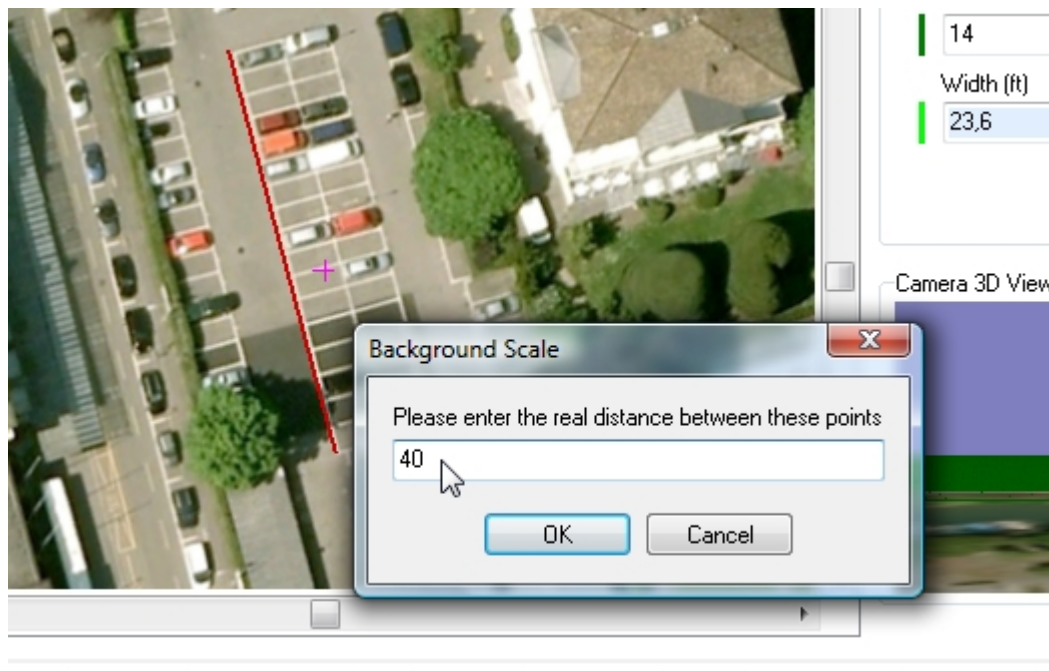 14
Width (ft)
23,6
Camera 3D View
Background Scale
Please enter the real distance between these points
40
OK
Cancel